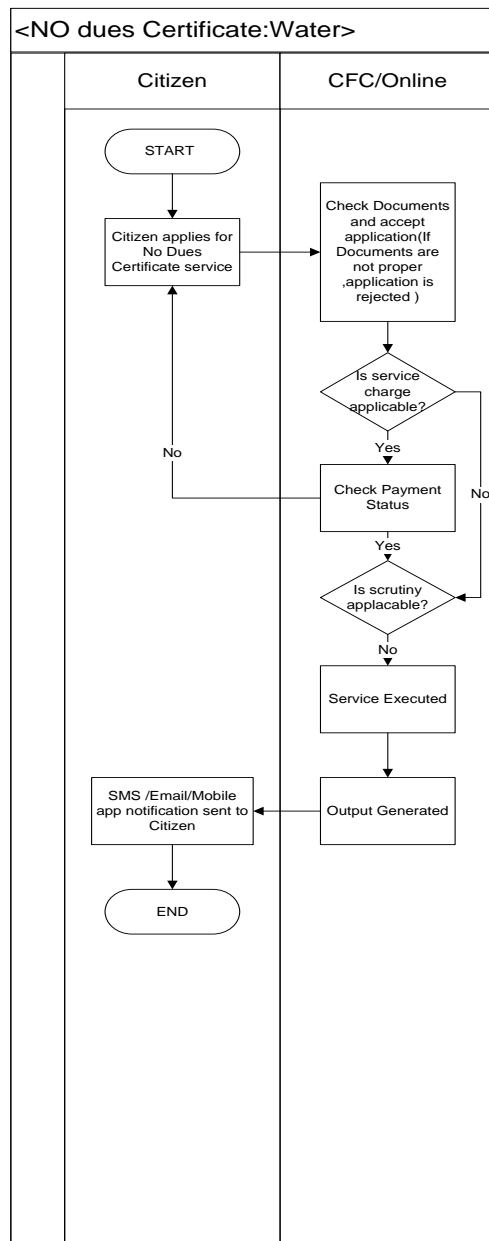 <NO dues Certificate:Water>
Citizen
CFC/Online
START
Citizen applies for
No Dues
Certificate service
Check Documents
and accept
application(If
Documents are
not proper
,application is
rejected )
Is service
charge
applicable?
Yes
No
No
Check Payment
Status
Yes
Is scrutiny
applacable?
No
Service Executed
SMS /Email/Mobile
app notification sent to
Citizen
Output Generated
END